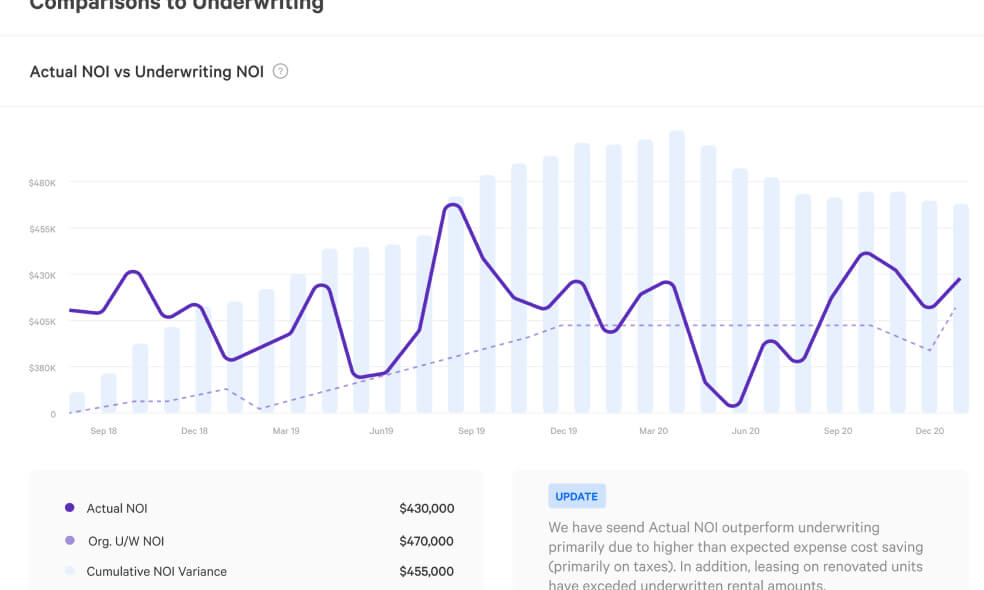 Comparisons to Underwriting
Actual NOI vs Underwriting NOI ?
$480K
$455K
$430K
$405K
$380K
0
Sep 18 Dec 18 Mar 19 Jun19 Sep 19 Dec 19 Mar 20 Jun 20 Sep 20 Dec 20
Actual NOI $430,000
Org. U/W NOI $470,000
Cumulative NOI Variance $455,000
UPDATE
We have seend Actual NOI outperform underwriting
primarily due to higher than expected expense cost saving
(primarily on taxes). In addition, leasing on renovated units
have exceded underwritten rental amounts.